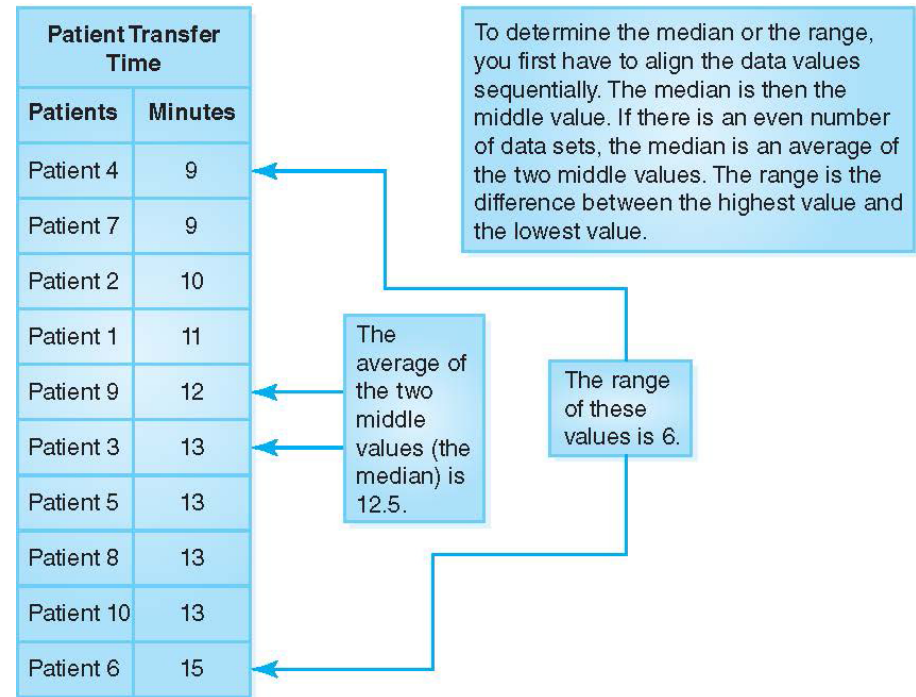 Patient Transfer
Time
Patients Minutes
Patient 4 9
Patient 7 9
Patient 2 10
Patient 1 11
Patient 9 12
Patient 3 13
Patient 5 13
Patient 8 13
Patient 10 13
Patient 6 15
To determine the median or the range,
you first have to align the data values
sequentially. The median is then the
middle value. If there is an even number
of data sets, the median is an average of
the two middle values. The range is the
difference between the highest value and
the lowest value.
The
average of
the two
middle
values (the
median) is
12.5.
The range
of these
values is 6.